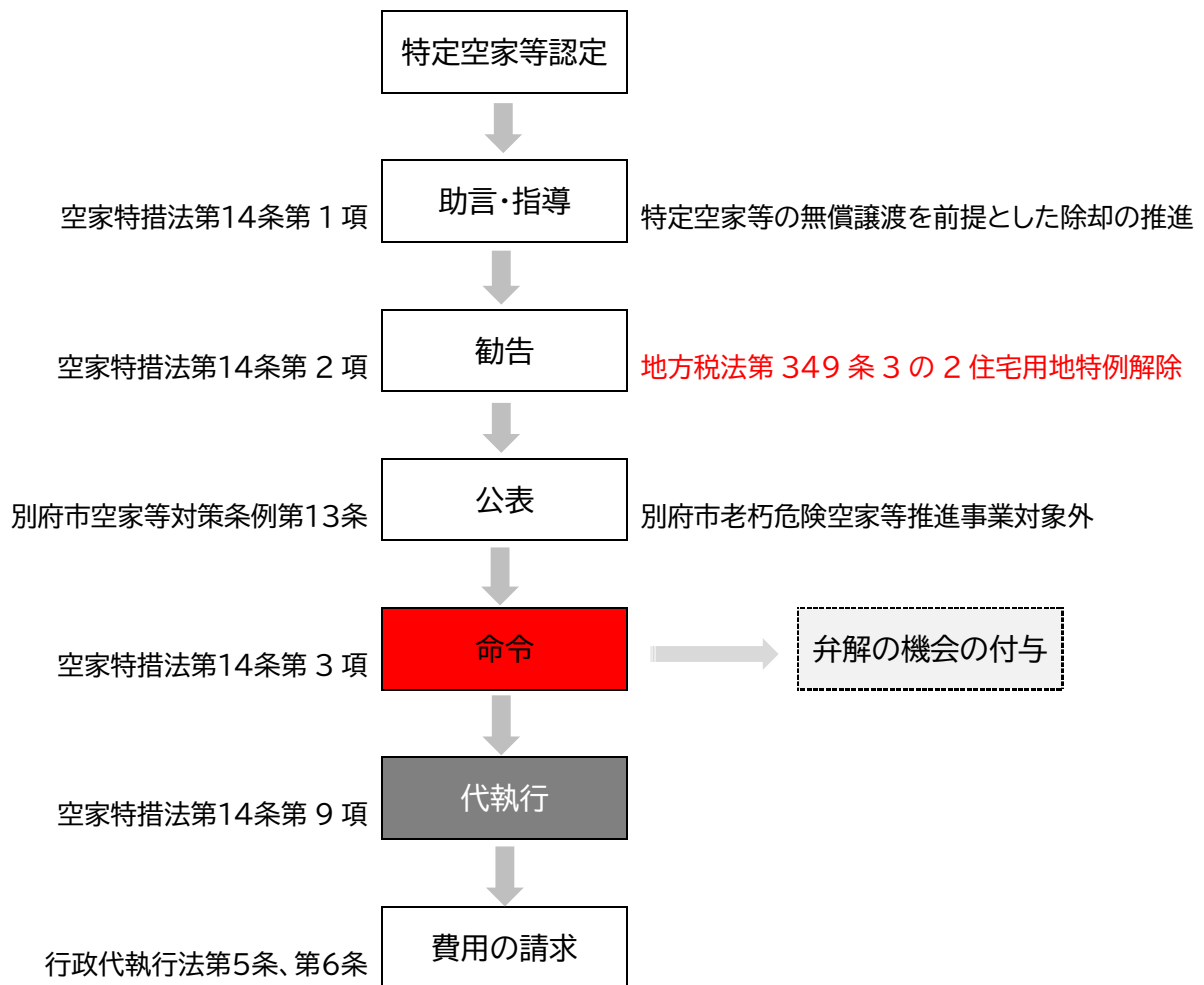 特定空家等認定
空家特措法第14条第 1 項
助言・指導
特定空家等の無償譲渡を前提とした除却の推進
空家特措法第14条第 2 項
勧告
地方税法第 349 条 3 の 2 住宅用地特例解除
別府市空家等対策条例第13条
公表
別府市老朽危険空家等推進事業対象外
空家特措法第14条第 3 項
命令
弁解の機会の付与
空家特措法第14条第 9 項
代執行
行政代執行法第5条、第6条
費用の請求